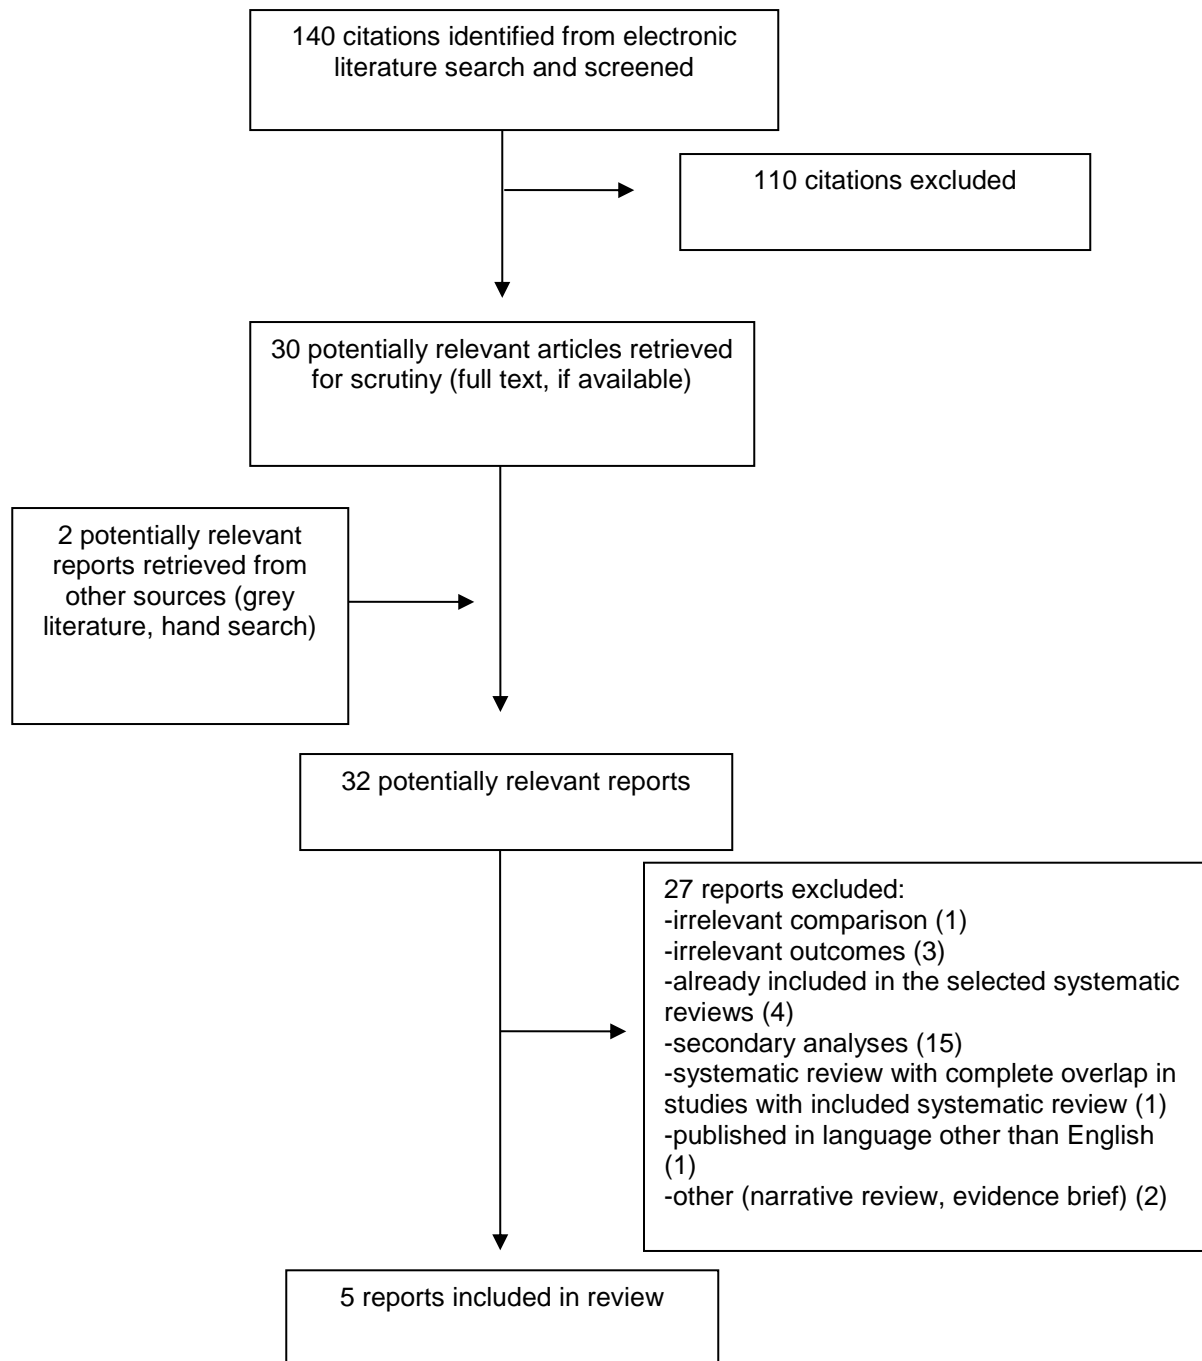 140 citations identified from electronic
literature search and screened
110 citations excluded
30 potentially relevant articles retrieved
for scrutiny (full text, if available)
2 potentially relevant
reports retrieved from
other sources (grey
literature, hand search)
32 potentially relevant reports
27 reports excluded:
-irrelevant comparison (1)
-irrelevant outcomes (3)
-already included in the selected systematic
reviews (4)
-secondary analyses (15)
-systematic review with complete overlap in
studies with included systematic review (1)
-published in language other than English
(1)
-other (narrative review, evidence brief) (2)
5 reports included in review